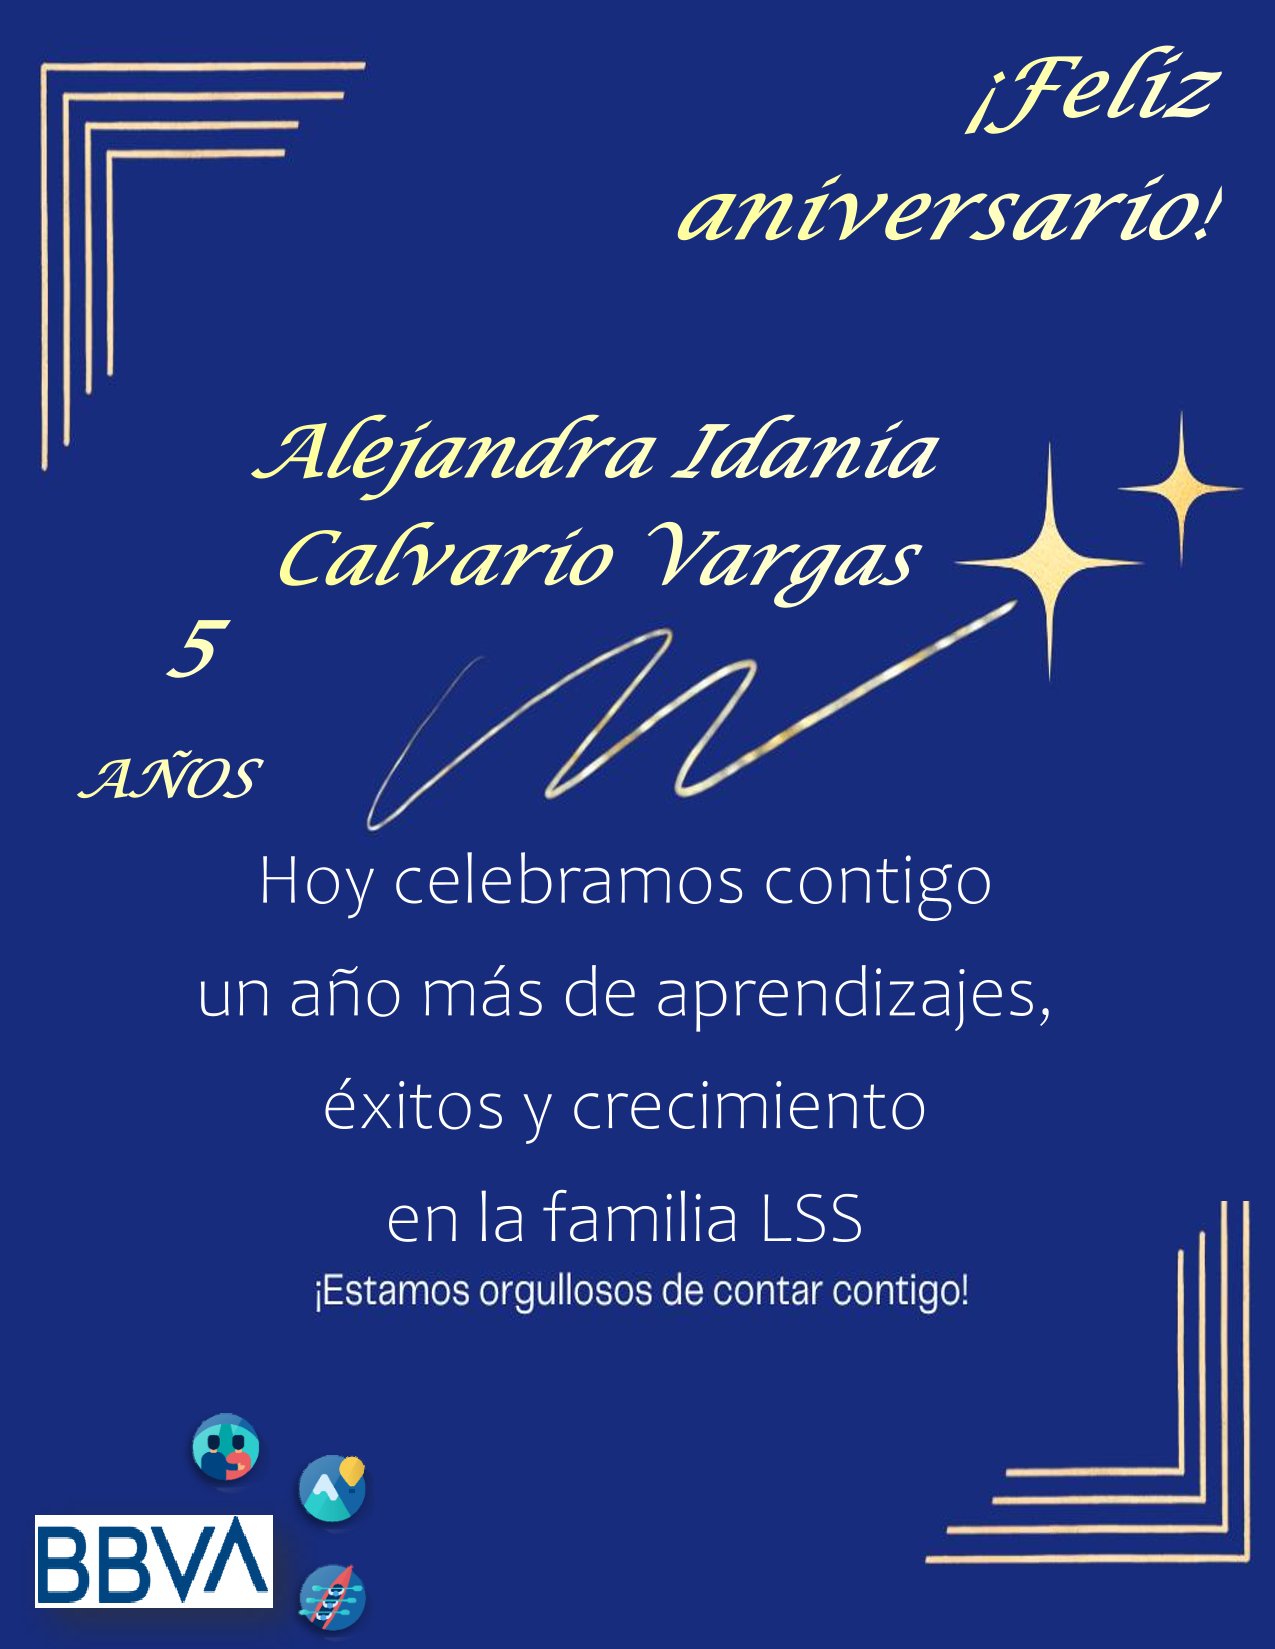 ¡Feliz
aniversario!
Alejandra Idania
Calvario Vargas
5
AÑOS
Hoy celebramos contigo
un año más de aprendizajes,
éxitos y crecimiento
en la familia LSS
¡Estamos orgullosos de contar contigo!
BBVA